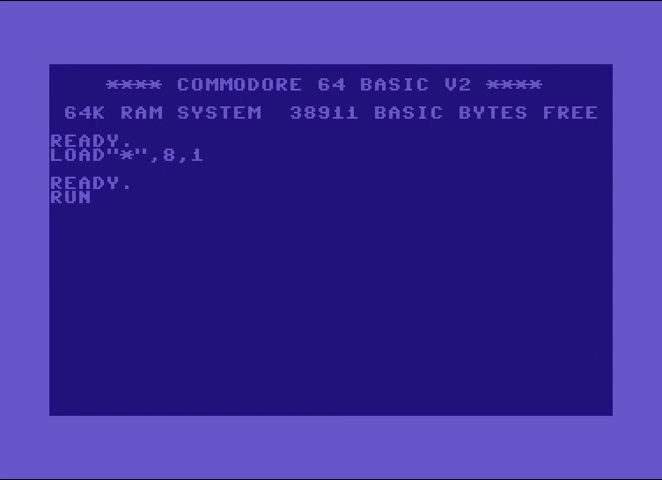 **** COMMODORE 64 BASIC V2 ****
64K RAM SYSTEM  38911 BASIC BYTES FREE
READY.
LOAD"*",8,1
READY.
RUN